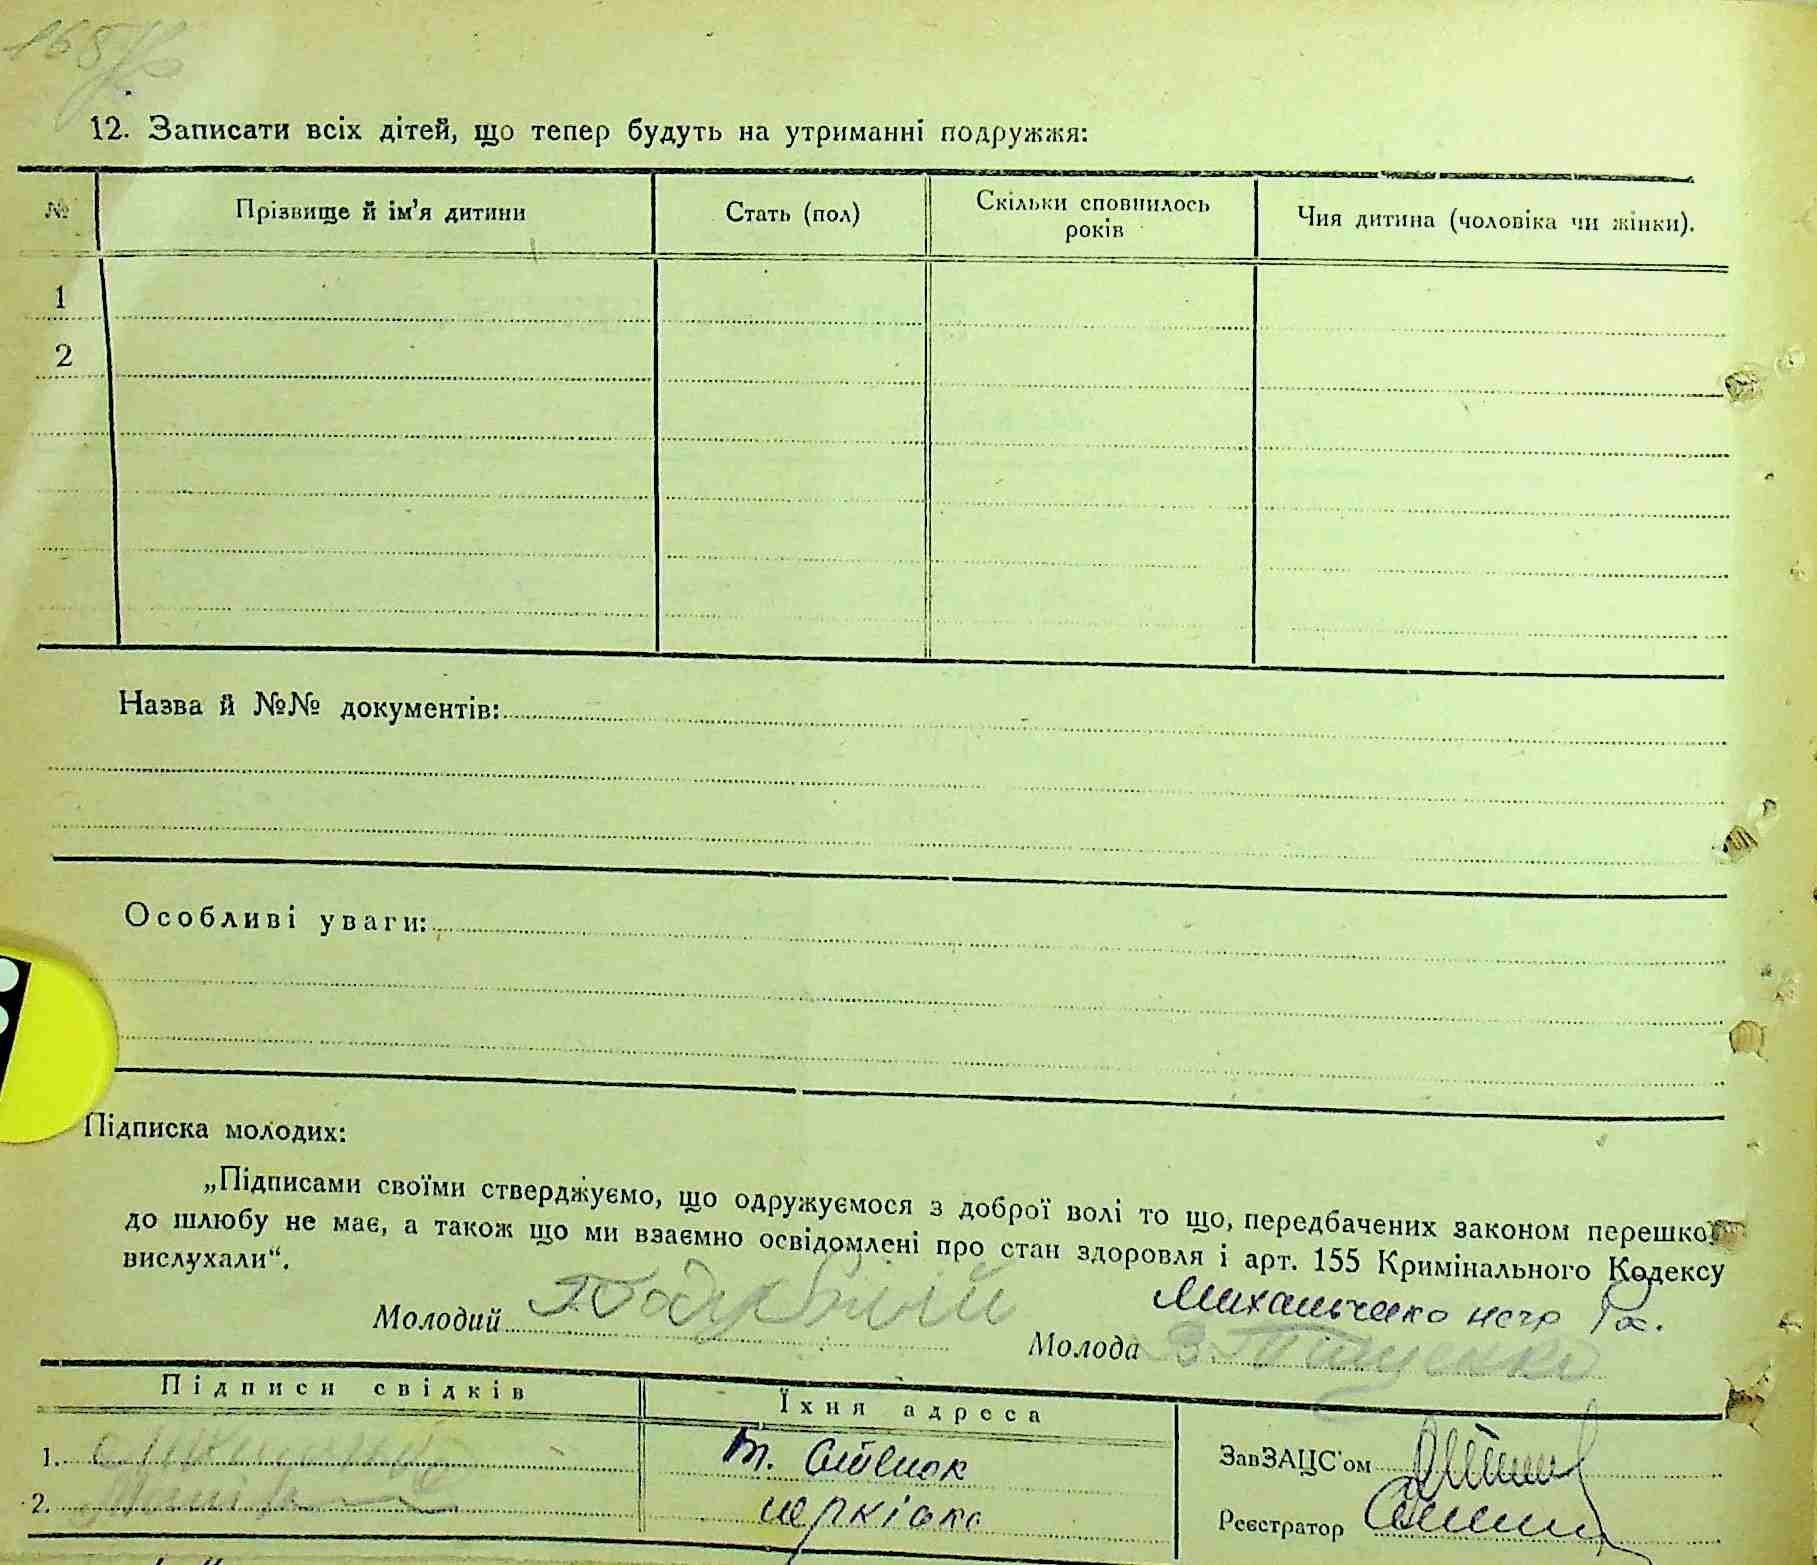 12. Записати всіх дітей, що тепер будуть на утриманні подружжя:
№ Прізвище й ім’я дитини Стать (пол) Скільки сповнилось років Чия дитина (чоловіка чи жінки).
1
2
Назва й №№ документів:
Особливі уваги:
Підписка молодих:
„Підписами своїми стверджуємо, що одружуємося з доброї волі то що, передбачених законом перешкод
до шлюбу не має, а також що ми взаємно освідомлені про стан здоровля і арт. 155 Кримінального Кодексу
вислухали“.
Михальченко
Молодий Молода З. Тищенко
Підписи свідків Їхня адреса
1. ЗавЗАЦС’ом
2. Реєстратор